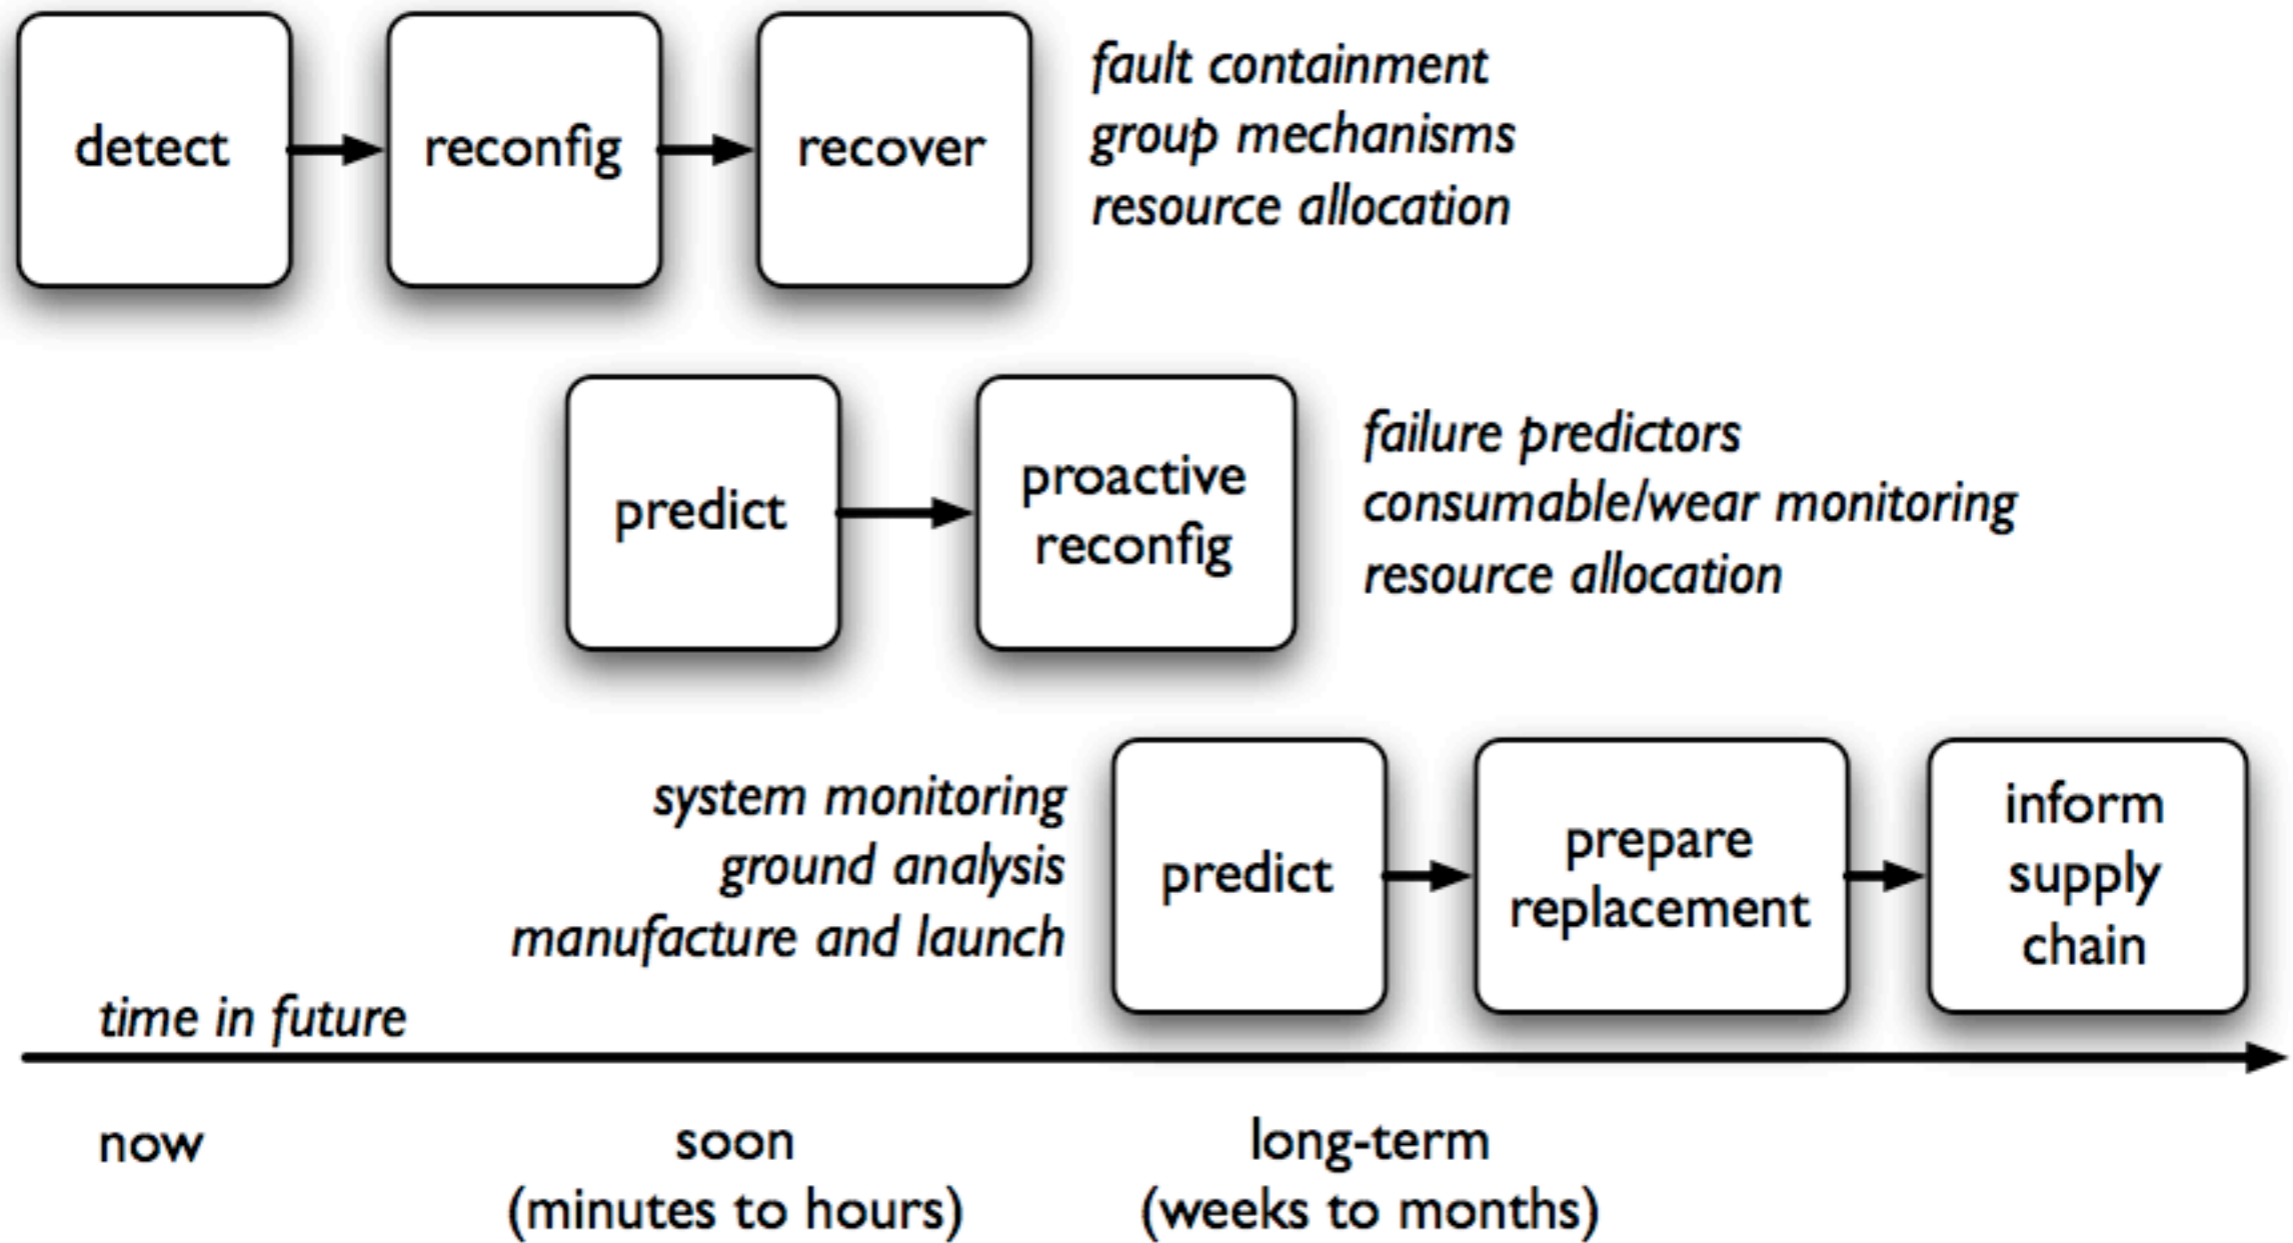 detect
reconfig
recover
fault containment
group mechanisms
resource allocation
predict
proactive
reconfig
failure predictors
consumable/wear monitoring
resource allocation
system monitoring
ground analysis
manufacture and launch
predict
prepare
replacement
inform
supply
chain
time in future
now
soon
(minutes to hours)
long-term
(weeks to months)